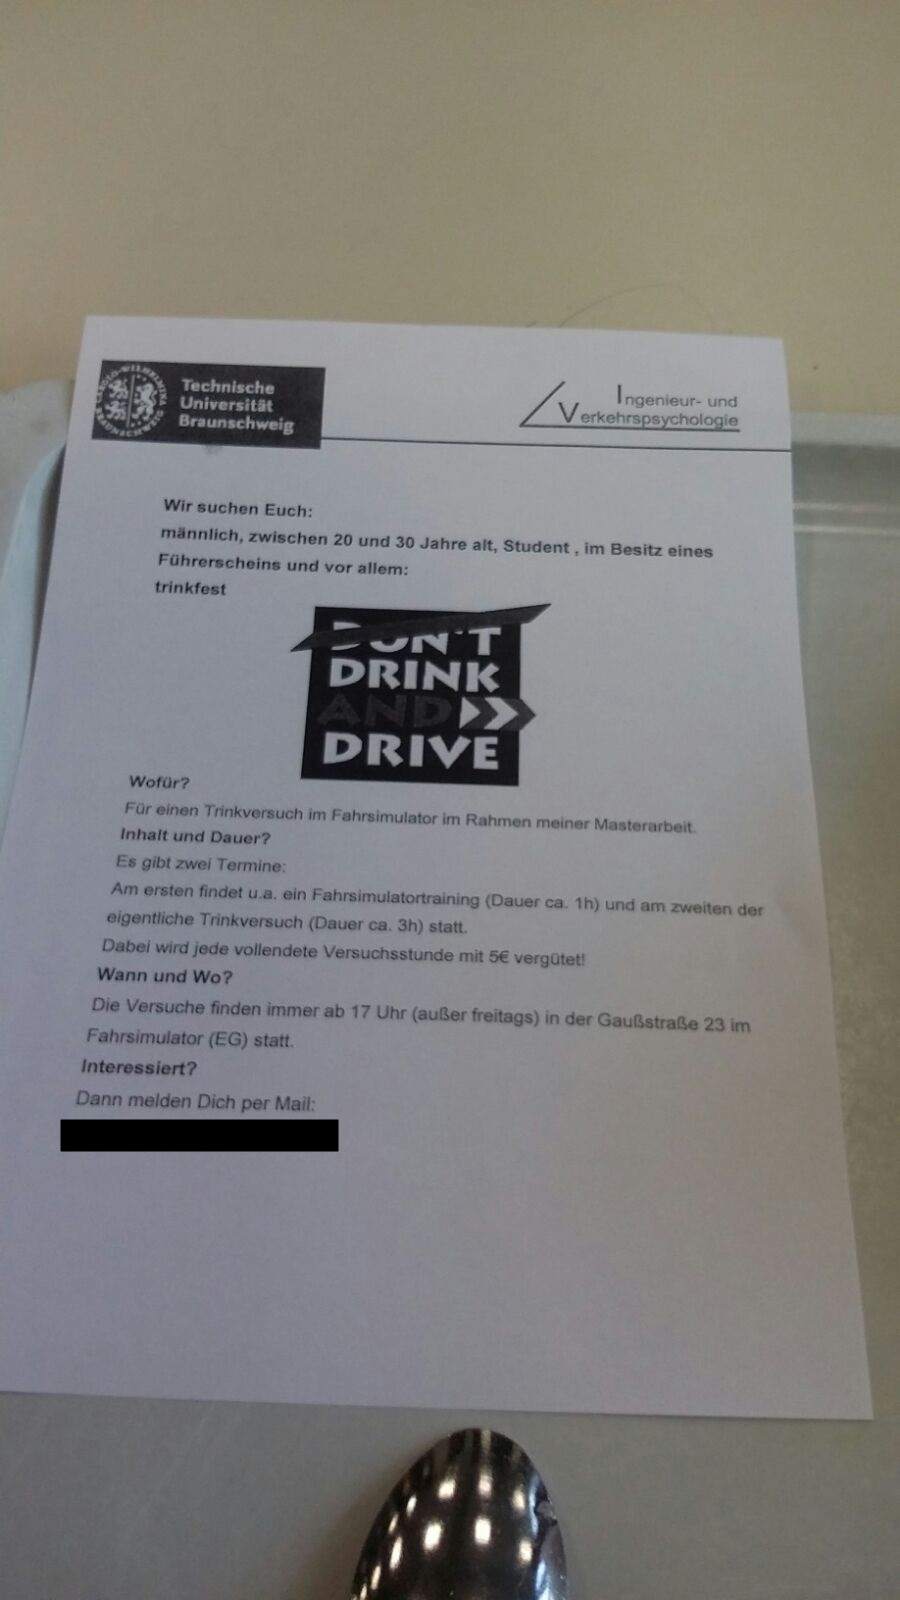 Technische
Universität
Braunschweig
Ingenieur- und
Verkehrspsychologie
Wir suchen Euch:
männlich, zwischen 20 und 30 Jahre alt, Student , im Besitz eines
Führerscheins und vor allem:
trinkfest
DON'T
DRINK
AND
DRIVE
Wofür?
Für einen Trinkversuch im Fahrsimulator im Rahmen meiner Masterarbeit.
Inhalt und Dauer?
Es gibt zwei Termine:
Am ersten findet u.a. ein Fahrsimulatortraining (Dauer ca. 1h) und am zweiten der
eigentliche Trinkversuch (Dauer ca. 3h) statt.
Dabei wird jede vollendete Versuchsstunde mit 5€ vergütet!
Wann und Wo?
Die Versuche finden immer ab 17 Uhr (außer freitags) in der Gaußstraße 23 im
Fahrsimulator (EG) statt.
Interessiert?
Dann melden Dich per Mail: